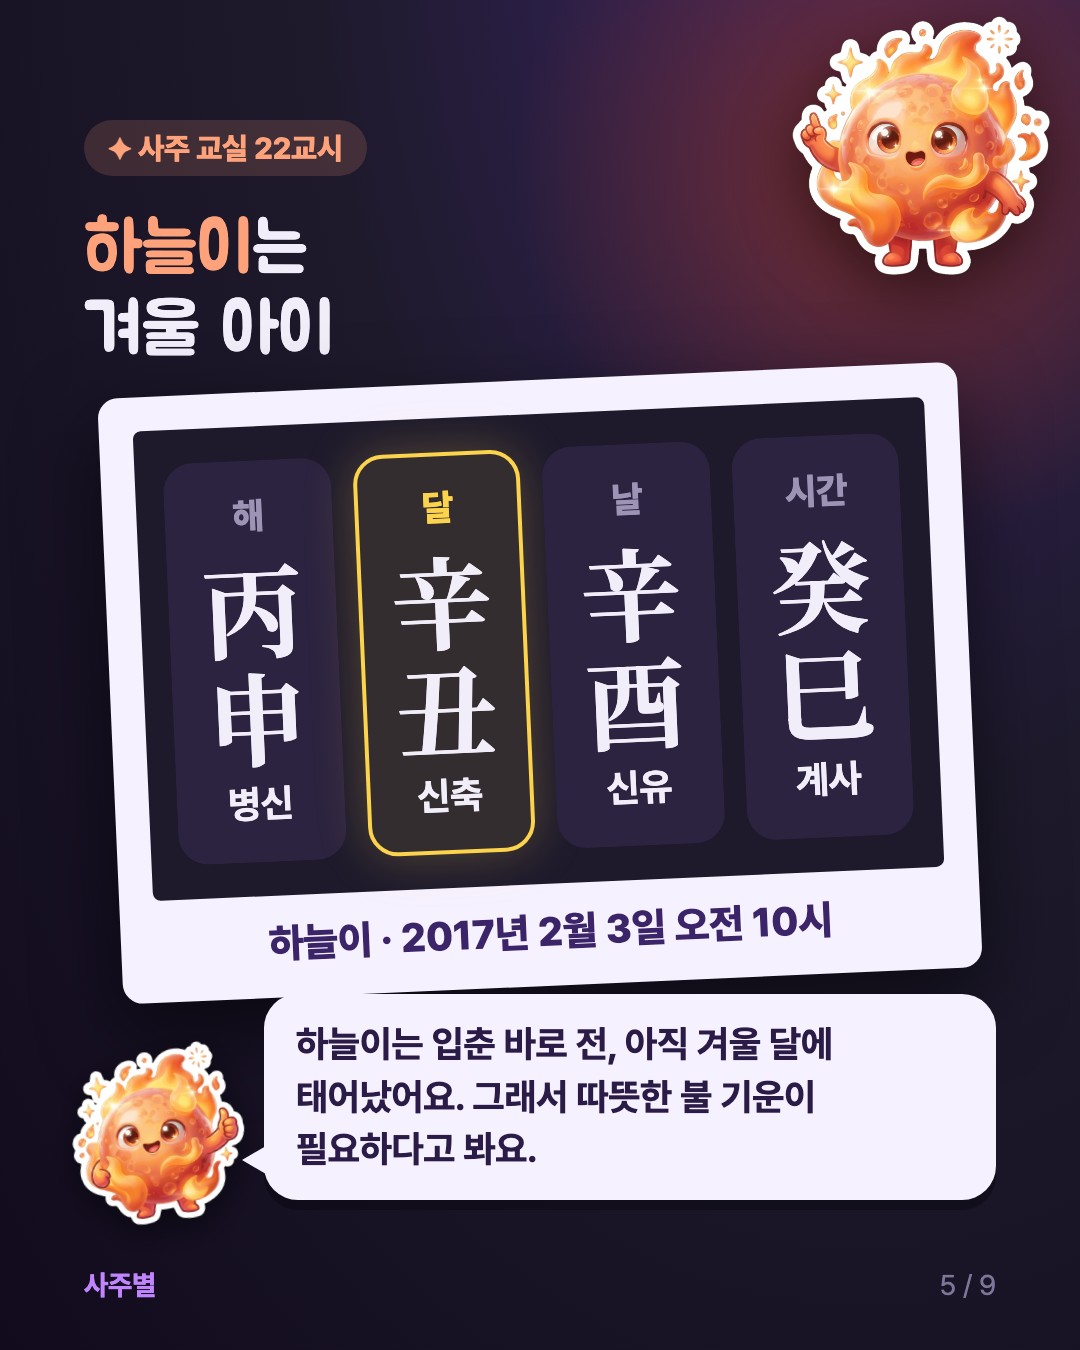 사주 교실 22교시
하늘이는
겨울 아이
해
丙
申
병신
달
辛
丑
신축
날
辛
酉
신유
시간
癸
巳
계사
하늘이 · 2017년 2월 3일 오전 10시
하늘이는 입춘 바로 전, 아직 겨울 달에
태어났어요. 그래서 따뜻한 불 기운이
필요하다고 봐요.
사주별
5 / 9